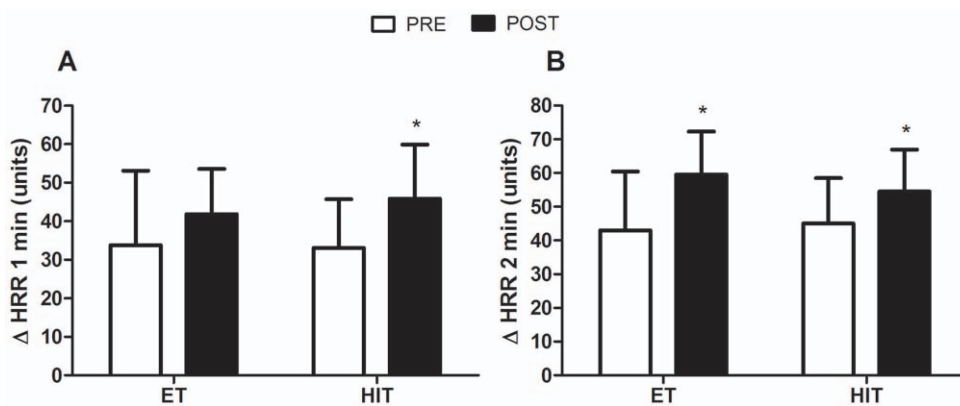 PRE POST
A
Δ HRR 1 min (units)
70
60
50
40
30
20
10
0
*
ET HIT
B
Δ HRR 2 min (units)
80
70
60
50
40
30
20
10
0
* *
ET HIT